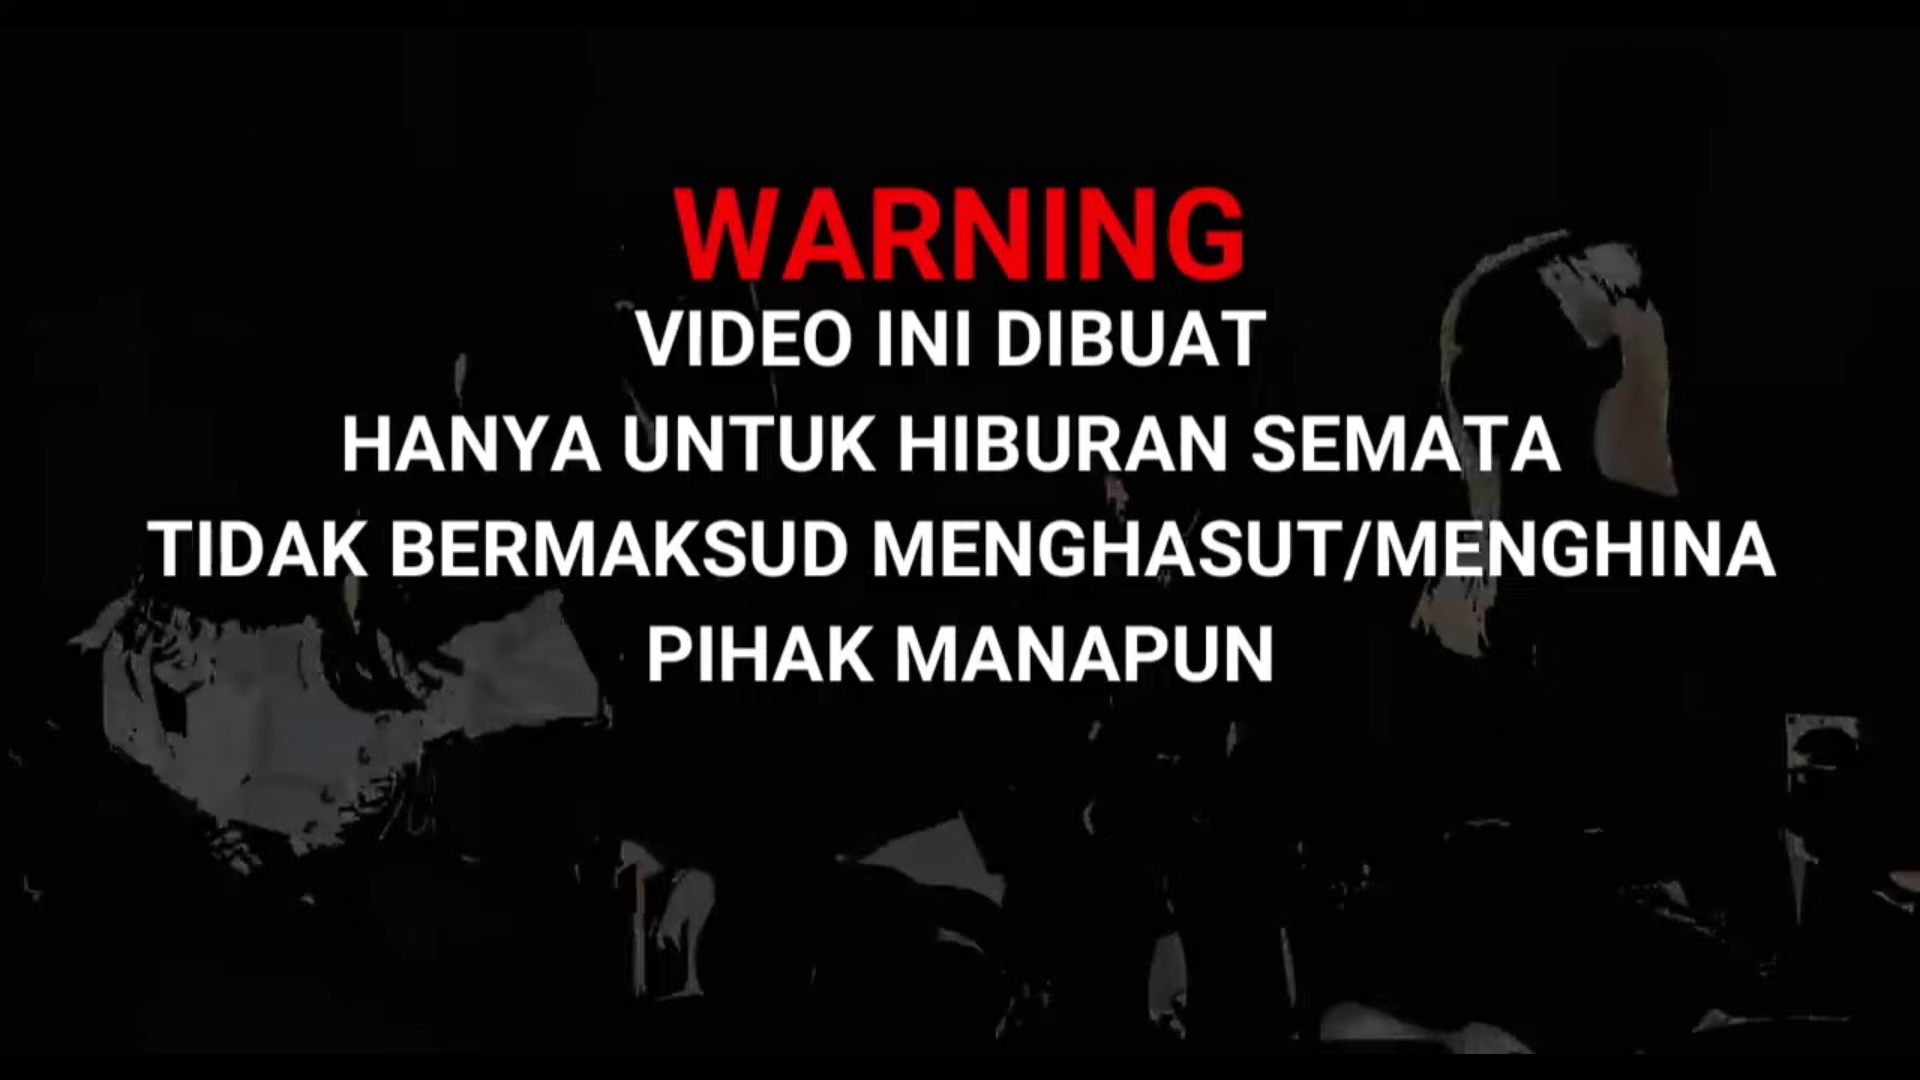 WARNING
VIDEO INI DIBUAT
HANYA UNTUK HIBURAN SEMATA
TIDAK BERMAKSUD MENGHASUT/MENGHINA
PIHAK MANAPUN